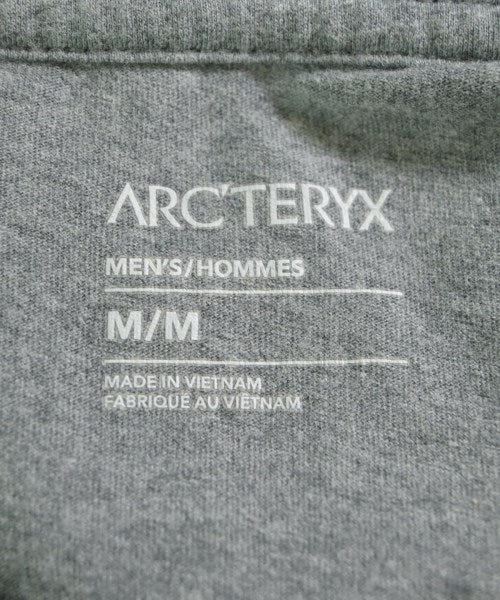 ARC'TERYX
MEN'S/HOMMES
M/M
MADE IN VIETNAM
FABRIQUÉ AU VIÊTNAM